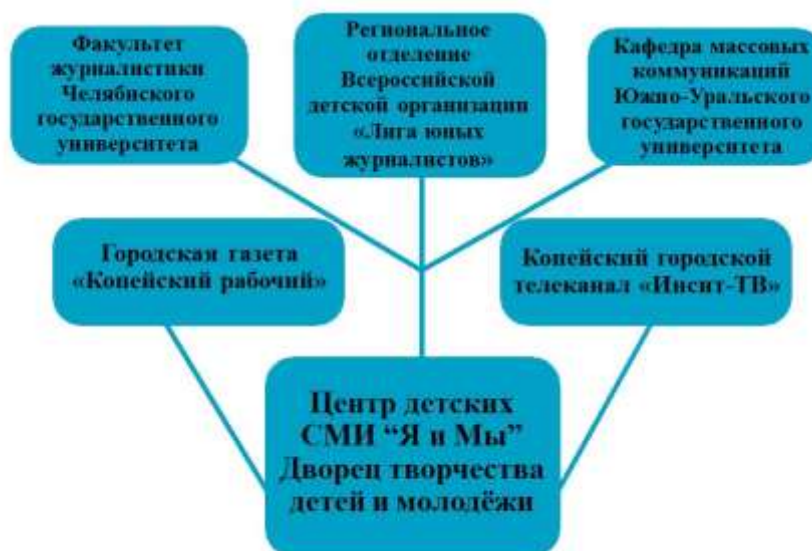 Факультет
журналистики
Челябиского
государственного
университета
Региональное
отделение
Всероссийской
детской организации
«Лига юных
журналистов»
Кафедра массовых
коммуникаций
Южно-Уральского
государственного
университета
Городская газета
«Копейский рабочий»
Копейский городской
телеканал «Инсит-ТВ»
Центр детских
СМИ “Я и Мы”
Дворец творчества
детей и молодёжи